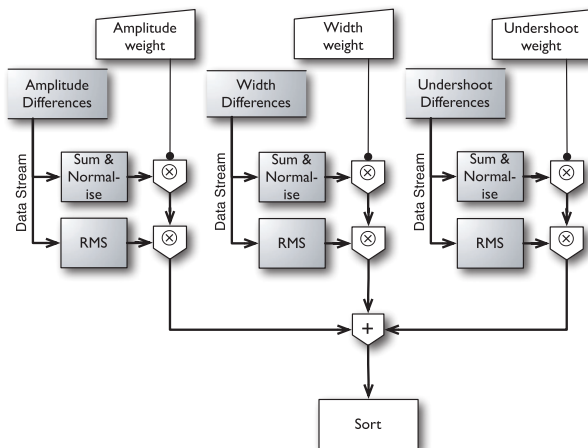 Amplitude
weight
Width
weight
Undershoot
weight
Amplitude
Differences
Width
Differences
Undershoot
Differences
Data Stream
Sum &
Normal-
ise
⊗
Data Stream
Sum &
Normal-
ise
⊗
Data Stream
Sum &
Normal-
ise
⊗
RMS
⊗
RMS
⊗
RMS
⊗
+
Sort